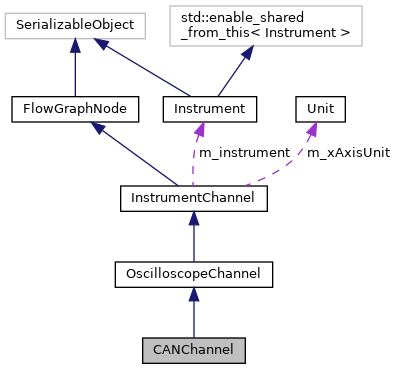 SerializableObject
std::enable_shared
_from_this< Instrument >
FlowGraphNode
Instrument
Unit
m_instrument
m_xAxisUnit
InstrumentChannel
OscilloscopeChannel
CANChannel